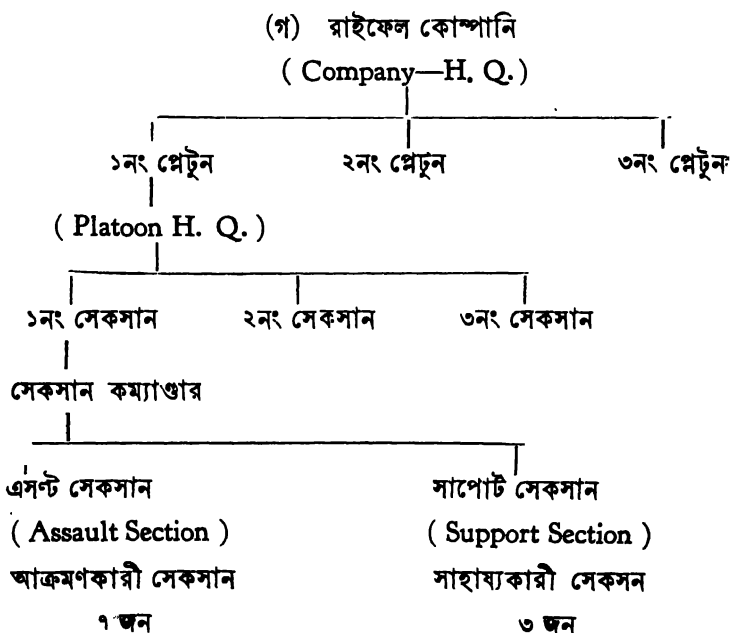 (গ) রাইফেল কোম্পানি
( Company—H. Q. )
১নং প্লেটুন ২নং প্লেটুন ৩নং প্লেটুন
( Platoon H. Q. )
১নং সেকসান ২নং সেকসান ৩নং সেকসান
সেকসান কম্যাণ্ডার
এসল্ট সেকসান সাপোর্ট সেকসান
( Assault Section ) ( Support Section )
আক্রমণকারী সেকসান সাহায্যকারী সেকসন
৭ জন ৩ জন